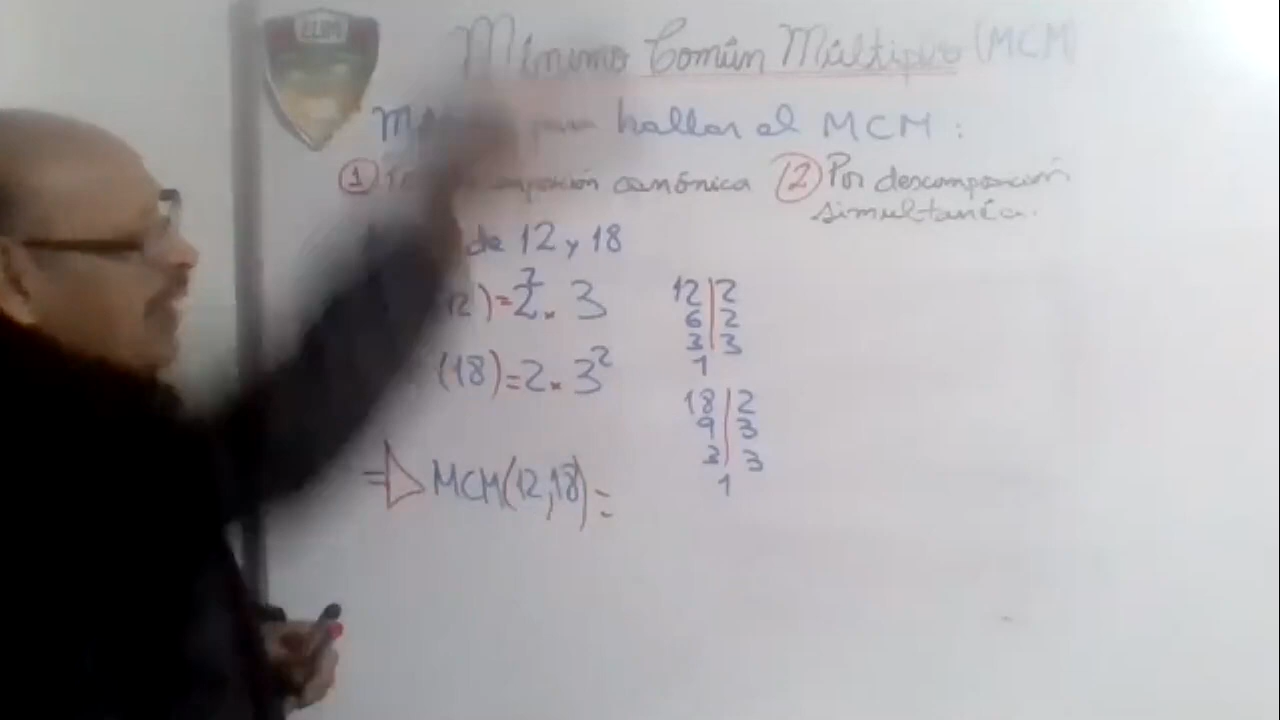 Mínimo Común Múltiplo (MCM)
hallar el MCM :
1 canónica 2 Por descomposición
simultanéa.
de 12 y 18
12)=2². 3
(18)=2. 3²
=> MCM(12,18)=
12|2
6|2
3|3
1
18|2
9|3
3|3
1